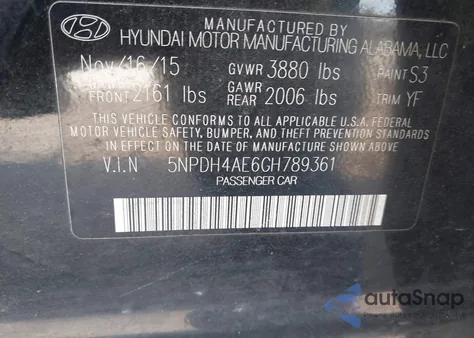 MANUFACTURED BY
HYUNDAI MOTOR MANUFACTURING ALABAMA, LLC
Nov/16/15 GVWR 3880 lbs PAINT S3
FRONT 2161 lbs GAWR REAR 2006 lbs TRIM YF
THIS VEHICLE CONFORMS TO ALL APPLICABLE U.S. FEDERAL
MOTOR VEHICLE SAFETY, BUMPER, AND THEFT PREVENTION STANDARDS
IN EFFECT ON THE DATE OF MANUFACTURE SHOWN ABOVE.
V.I.N 5NPDH4AE6GH789361
PASSENGER CAR
autoSnap